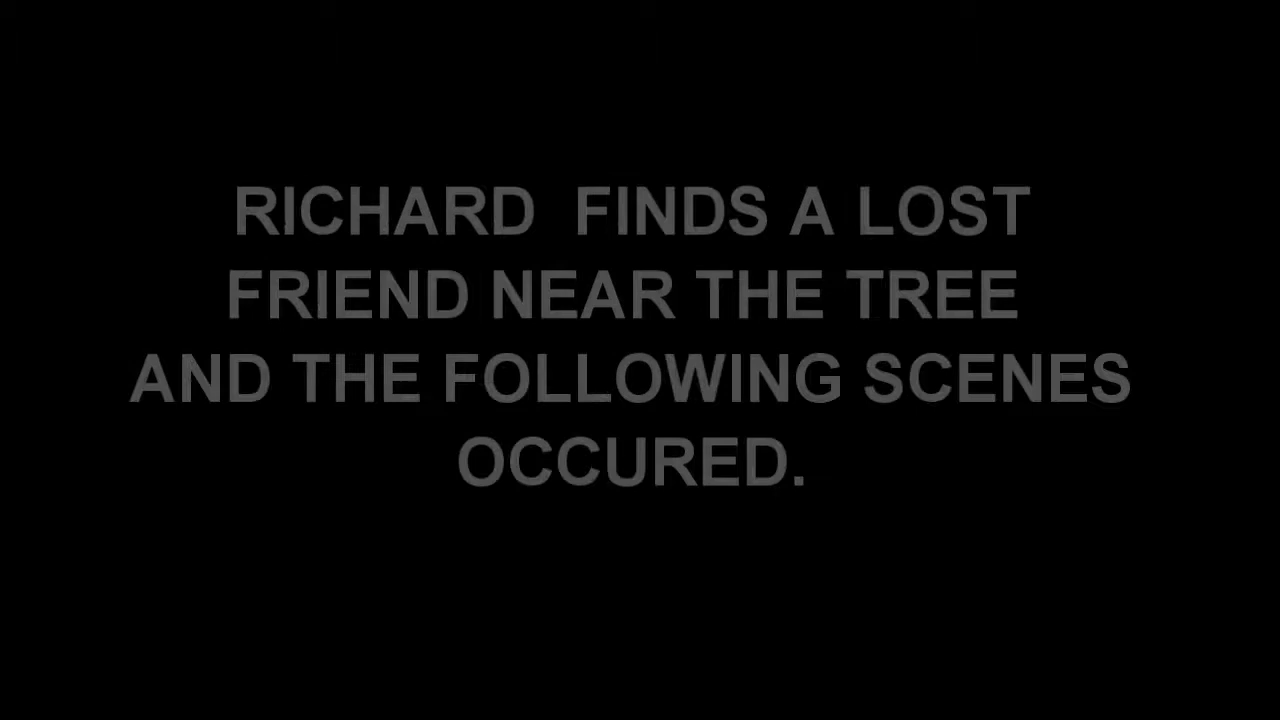 RICHARD  FINDS A LOST
FRIEND NEAR THE TREE
AND THE FOLLOWING SCENES
OCCURED.